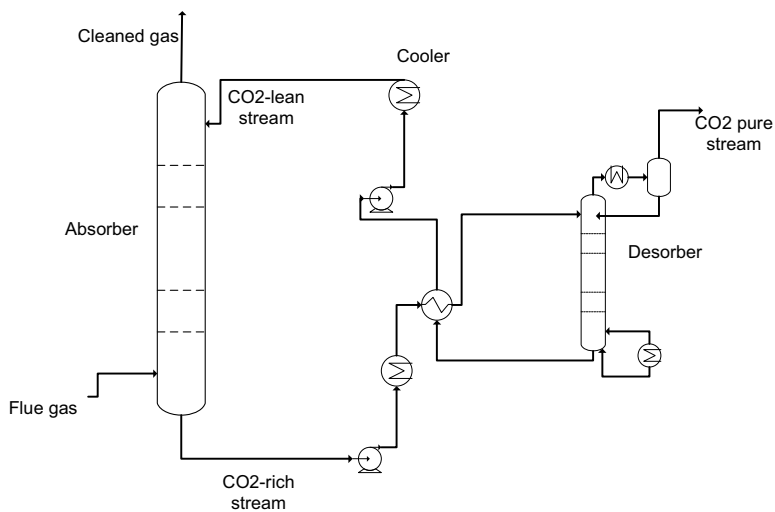 Cleaned gas
Cooler
CO2-lean
stream
CO2 pure
stream
Absorber
Desorber
Flue gas
CO2-rich
stream